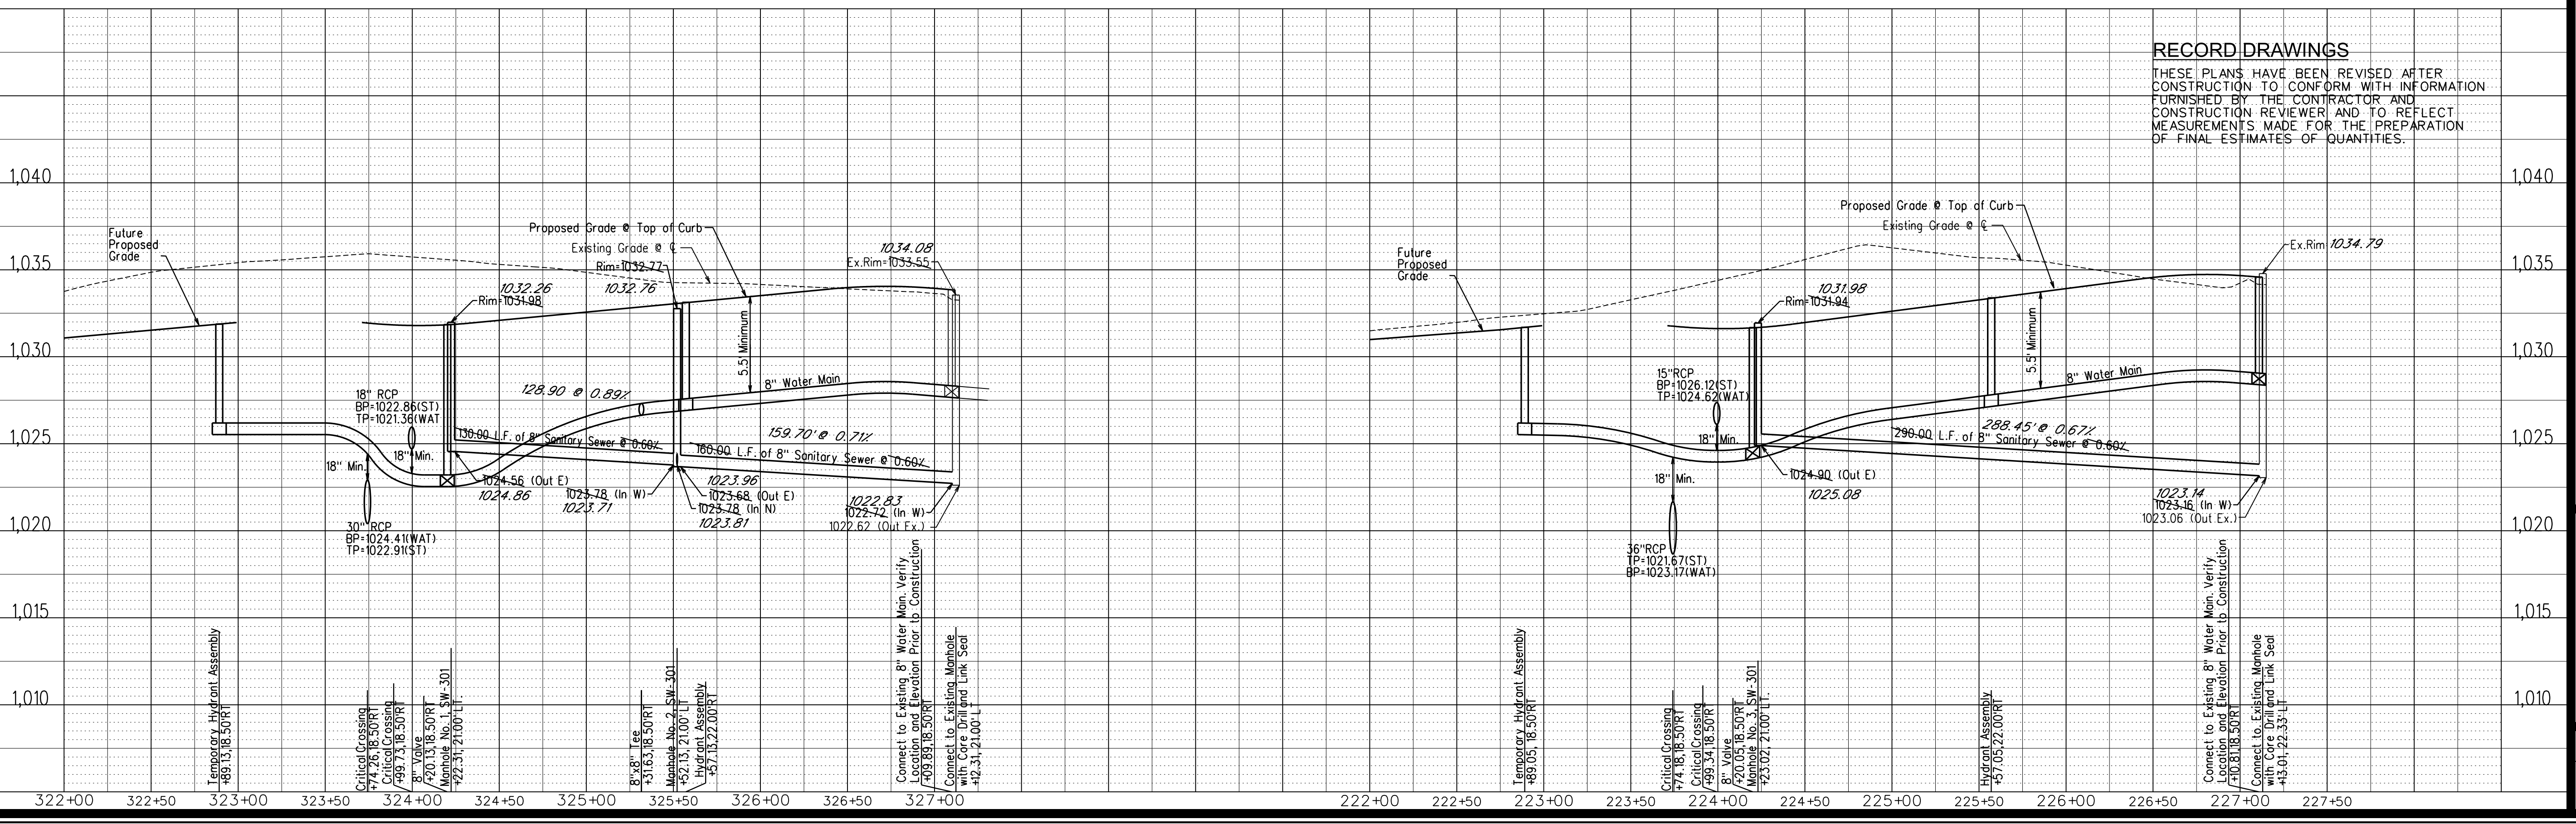 RECORD DRAWINGS
THESE PLANS HAVE BEEN REVISED AFTER
CONSTRUCTION TO CONFORM WITH INFORMATION
FURNISHED BY THE CONTRACTOR AND
CONSTRUCTION REVIEWER AND TO REFLECT
MEASUREMENTS MADE FOR THE PREPARATION
OF FINAL ESTIMATES OF QUANTITIES.
1,040
1,035
1,030
1,025
1,020
1,015
1,010
Future
Proposed
Grade
Proposed Grade @ Top of Curb
Existing Grade @ ℄
Rim=1032.77
1032.76
1032.26
Rim=1031.98
1034.08
Ex.Rim=1033.55
5.5' Minimum
8" Water Main
18" RCP
BP=1022.86(ST)
TP=1021.36(WAT
18" Min.
18" Min.
30" RCP
BP=1024.41(WAT)
TP=1022.91(ST)
128.90 @ 0.89%
130.00 L.F. of 8" Sanitary Sewer @ 0.60%
159.70' @ 0.71%
160.00 L.F. of 8" Sanitary Sewer @ 0.60%
1024.56 (Out E)
1024.86
1023.78 (In W)
1023.71
1023.96
1023.68 (Out E)
1023.78 (In N)
1023.81
1022.83
1022.72 (In W)
1022.62 (Out Ex.)
Temporary Hydrant Assembly
+89.13,18.50'RT
Critical Crossing
+74.26,18.50'RT
Critical Crossing
+99.73,18.50'RT
8" Valve
+20.13,18.50'RT
Manhole No. 1, SW-301
+22.31, 21.00' LT.
8"x8" Tee
+31.63,18.50'RT
Manhole No. 2, SW-301
+52.13, 21.00' LT
Hydrant Assembly
+57.13,22.00'RT
Connect to Existing 8" Water Main. Verify
Location and Elevation Prior to Construction
+09.89,18.50'RT
Connect to Existing Manhole
with Core Drill and Link Seal
+12.31, 21.00' LT
322+00 322+50 323+00 323+50 324+00 324+50 325+00 325+50 326+00 326+50 327+00
Future
Proposed
Grade
Proposed Grade @ Top of Curb
Existing Grade @ ℄
Ex.Rim 1034.79
1031.98
Rim=1031.94
5.5' Minimum
8" Water Main
15"RCP
BP=1026.12(ST)
TP=1024.62(WAT)
18" Min.
18" Min.
36"RCP
TP=1021.67(ST)
BP=1023.17(WAT)
288.45' @ 0.67%
290.00 L.F. of 8" Sanitary Sewer @ 0.60%
1024.90 (Out E)
1025.08
1023.14
1023.16 (In W)
1023.06 (Out Ex.)
Temporary Hydrant Assembly
+89.05, 18.50'RT
Critical Crossing
+74.18,18.50'RT
Critical Crossing
+99.34,18.50'RT
8" Valve
+20.05,18.50'RT
Manhole No. 3, SW-301
+23.02, 21.00' LT.
Hydrant Assembly
+57.05,22.00'RT
Connect to Existing 8" Water Main. Verify
Location and Elevation Prior to Construction
+10.81,18.50'RT
Connect to Existing Manhole
with Core Drill and Link Seal
+13.01, 22.33' LT
222+00 222+50 223+00 223+50 224+00 224+50 225+00 225+50 226+00 226+50 227+00 227+50
1,040
1,035
1,030
1,025
1,020
1,015
1,010